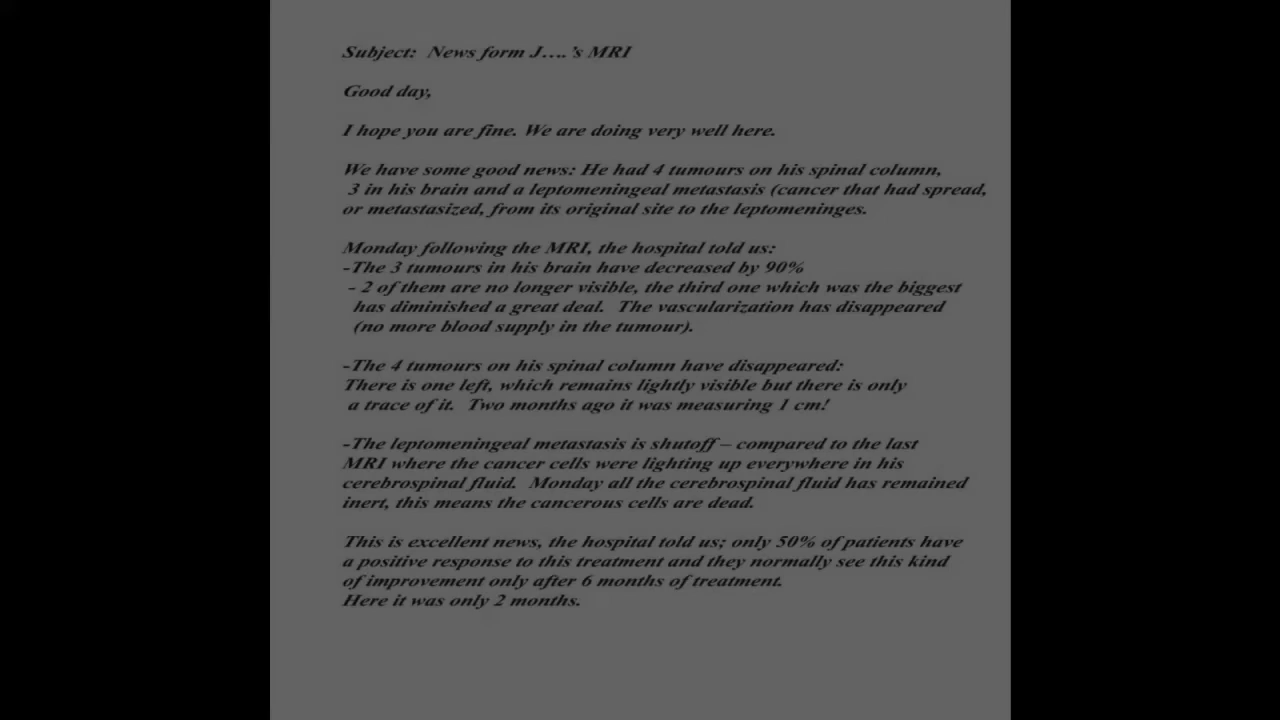 Subject: News form J….'s MRI
Good day,
I hope you are fine. We are doing very well here.
We have some good news: He had 4 tumours on his spinal column,
3 in his brain and a leptomeningeal metastasis (cancer that had spread,
or metastasized, from its original site to the leptomeninges.
Monday following the MRI, the hospital told us:
-The 3 tumours in his brain have decreased by 90%
- 2 of them are no longer visible, the third one which was the biggest
has diminished a great deal. The vascularization has disappeared
(no more blood supply in the tumour).
-The 4 tumours on his spinal column have disappeared:
There is one left, which remains lightly visible but there is only
a trace of it. Two months ago it was measuring 1 cm!
-The leptomeningeal metastasis is shutoff – compared to the last
MRI where the cancer cells were lighting up everywhere in his
cerebrospinal fluid. Monday all the cerebrospinal fluid has remained
inert, this means the cancerous cells are dead.
This is excellent news, the hospital told us; only 50% of patients have
a positive response to this treatment and they normally see this kind
of improvement only after 6 months of treatment.
Here it was only 2 months.